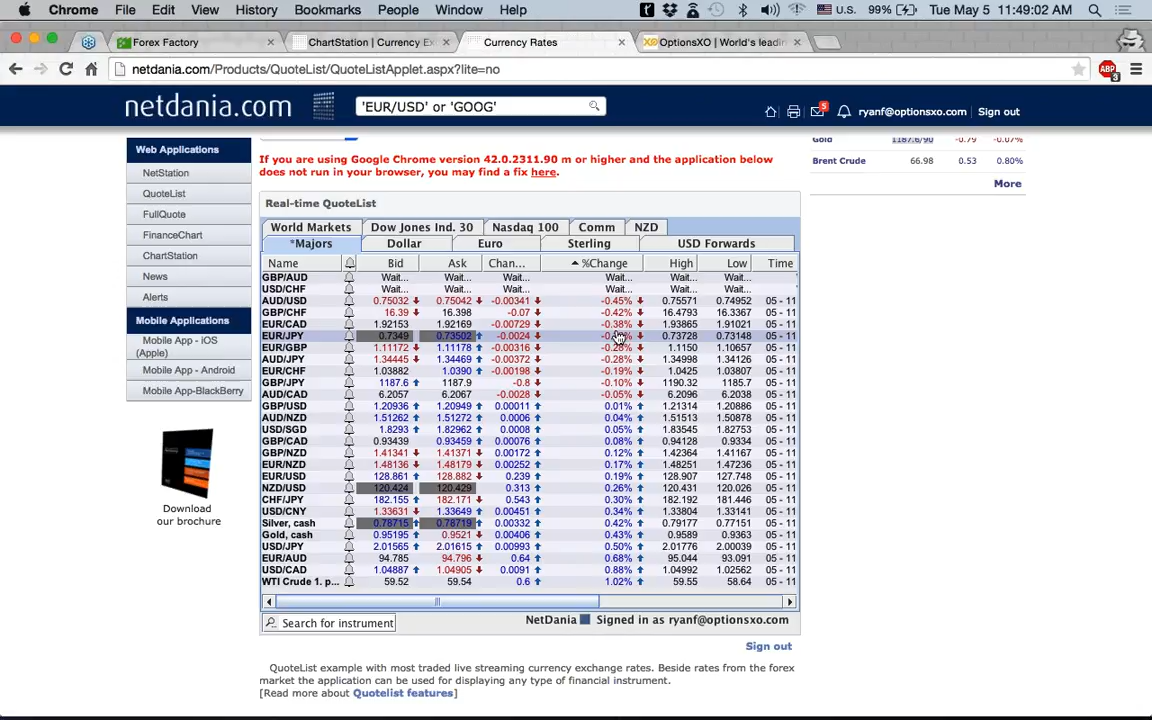 Chrome File Edit View History Bookmarks People Window Help U.S. 99% Tue May 5 11:49:02 AM
Forex Factory × ChartStation | Currency Ex × Currency Rates × OptionsXO | World's leadin ×
netdania.com/Products/QuoteList/QuoteListApplet.aspx?lite=no ABP 3
netdania.com 'EUR/USD' or 'GOOG' 5 ryanf@optionsxo.com Sign out
Web Applications
NetStation
QuoteList
FullQuote
FinanceChart
ChartStation
News
Alerts
Mobile Applications
Mobile App - iOS
(Apple)
Mobile App - Android
Mobile App-BlackBerry
Download
our brochure
If you are using Google Chrome version 42.0.2311.90 m or higher and the application below
does not run in your browser, you may find a fix here.
Real-time QuoteList
World Markets Dow Jones Ind. 30 Nasdaq 100 Comm NZD
*Majors Dollar Euro Sterling USD Forwards
Name Bid Ask Chan... %Change High Low Time
GBP/AUD Wait... Wait... Wait... Wait... Wait... Wait...
USD/CHF Wait... Wait... Wait... Wait... Wait... Wait...
AUD/USD 0.75032 0.75042 -0.00341 -0.45% 0.75571 0.74952 05 - 11
GBP/CHF 16.39 16.398 -0.07 -0.42% 16.4793 16.3367 05 - 11
EUR/CAD 1.92153 1.92169 -0.00729 -0.38% 1.93865 1.91021 05 - 11
EUR/JPY 0.7349 0.73502 -0.0024 0.73728 0.73148 05 - 11
EUR/GBP 1.11172 1.11178 -0.00316 -0.28% 1.1150 1.10657 05 - 11
AUD/JPY 1.34445 1.34469 -0.00372 -0.28% 1.34998 1.34126 05 - 11
EUR/CHF 1.03882 1.0390 -0.00198 -0.19% 1.0425 1.03807 05 - 11
GBP/JPY 1187.6 1187.9 -0.8 -0.10% 1190.32 1185.7 05 - 11
AUD/CAD 6.2057 6.2067 -0.0028 -0.05% 6.2096 6.2038 05 - 11
GBP/USD 1.20936 1.20949 0.00011 0.01% 1.21314 1.20886 05 - 11
AUD/NZD 1.51262 1.51272 0.0006 0.04% 1.51513 1.50878 05 - 11
USD/SGD 1.8293 1.82962 0.0008 0.05% 1.83545 1.82753 05 - 11
GBP/CAD 0.93439 0.93459 0.00076 0.08% 0.94128 0.9334 05 - 11
GBP/NZD 1.41341 1.41371 0.00172 0.12% 1.42364 1.41167 05 - 11
EUR/NZD 1.48136 1.48179 0.00252 0.17% 1.48251 1.47236 05 - 11
EUR/USD 128.861 128.882 0.239 0.19% 128.907 127.748 05 - 11
NZD/USD 120.424 120.429 0.313 0.26% 120.431 120.026 05 - 11
CHF/JPY 182.155 182.171 0.543 0.30% 182.192 181.446 05 - 11
USD/CNY 1.33631 1.33649 0.00451 0.34% 1.33804 1.33141 05 - 11
Silver, cash 0.78715 0.78719 0.00332 0.42% 0.79177 0.77151 05 - 11
Gold, cash 0.95195 0.9521 0.00406 0.43% 0.9589 0.9393 05 - 11
USD/JPY 2.01565 2.01615 0.00993 0.50% 2.01776 2.00039 05 - 11
EUR/AUD 94.785 94.796 0.64 0.68% 95.044 93.091 05 - 11
USD/CAD 1.04887 1.04905 0.0091 0.88% 1.04992 1.02562 05 - 11
WTI Crude 1. p... 59.52 59.54 0.6 1.02% 59.55 58.64 05 - 11
Search for instrument NetDania Signed in as ryanf@optionsxo.com
Sign out
QuoteList example with most traded live streaming currency exchange rates. Beside rates from the forex
market the application can be used for displaying any type of financial instrument.
[Read more about Quotelist features]
Gold 1187.6/90 -0.79 -0.07%
Brent Crude 66.98 0.53 0.80%
More